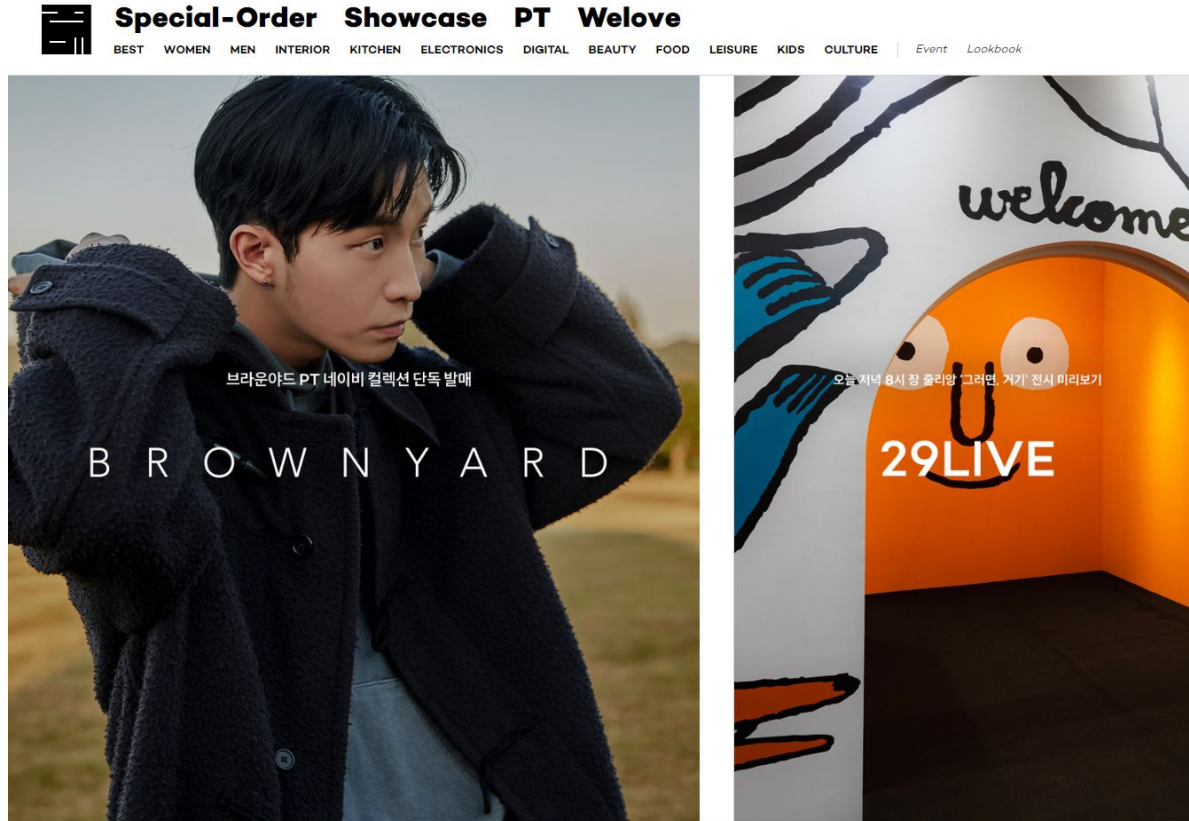 Special-Order Showcase PT Welove
BEST WOMEN MEN INTERIOR KITCHEN ELECTRONICS DIGITAL BEAUTY FOOD LEISURE KIDS CULTURE Event Lookbook
브라운야드 PT 네이비 컬렉션 단독 발매
BROWNYARD
welcome
오늘 저녁 8시 장 줄리앙 '그러면, 거기' 전시 미리보기
29LIVE